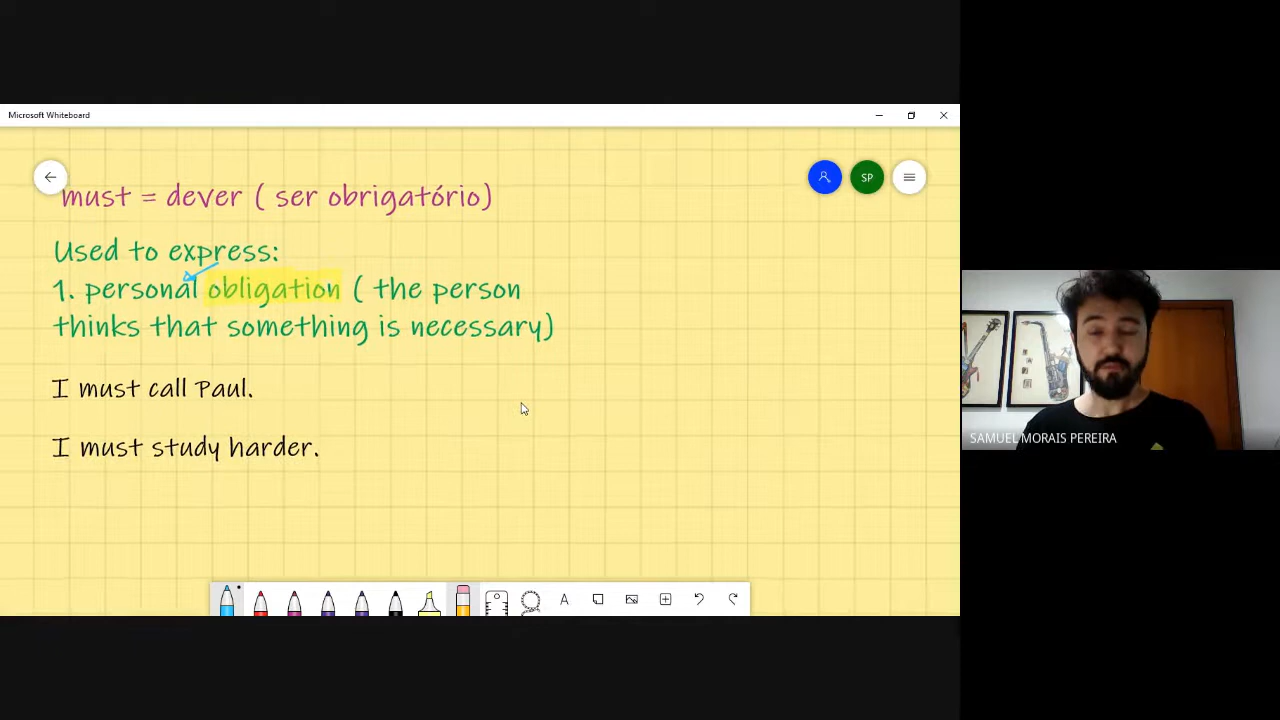 Microsoft Whiteboard
must = dever ( ser obrigatório)
SP
Used to express:
1. personal obligation ( the person
thinks that something is necessary)
I must call Paul.
I must study harder.
SAMUEL MORAIS PEREIRA
A